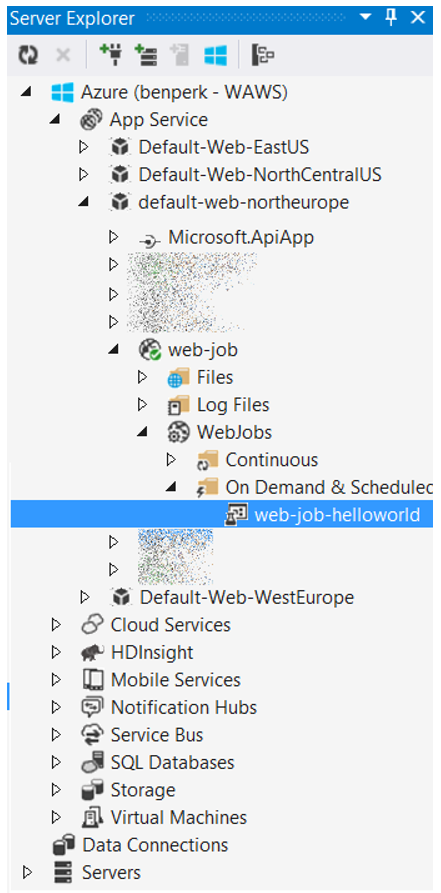 Server Explorer
Azure (benperk - WAWS)
App Service
Default-Web-EastUS
Default-Web-NorthCentralUS
default-web-northeurope
Microsoft.ApiApp
web-job
Files
Log Files
WebJobs
Continuous
On Demand & Scheduled
web-job-helloworld
Default-Web-WestEurope
Cloud Services
HDInsight
Mobile Services
Notification Hubs
Service Bus
SQL Databases
Storage
Virtual Machines
Data Connections
Servers